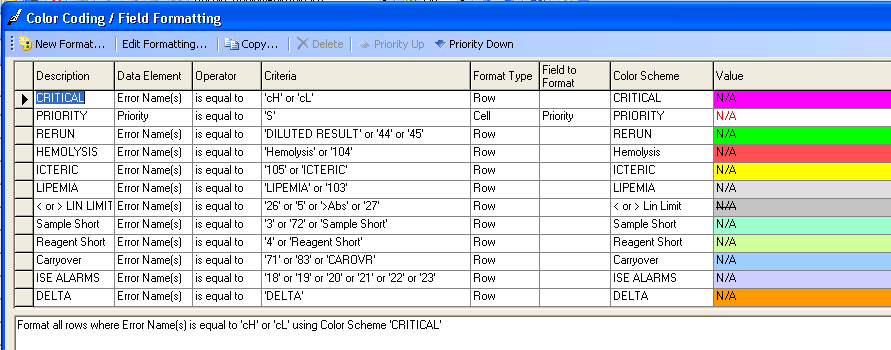 Color Coding / Field Formatting
New Format... Edit Formatting... Copy... Delete Priority Up Priority Down
Description Data Element Operator Criteria Format Type Field to Format Color Scheme Value
CRITICAL Error Name(s) is equal to 'cH' or 'cL' Row CRITICAL N/A
PRIORITY Priority is equal to 'S' Cell Priority PRIORITY N/A
RERUN Error Name(s) is equal to 'DILUTED RESULT' or '44' or '45' Row RERUN N/A
HEMOLYSIS Error Name(s) is equal to 'Hemolysis' or '104' Row Hemolysis N/A
ICTERIC Error Name(s) is equal to '105' or 'ICTERIC' Row ICTERIC N/A
LIPEMIA Error Name(s) is equal to 'LIPEMIA' or '103' Row LIPEMIA N/A
< or > LIN LIMIT Error Name(s) is equal to '26' or '5' or '>Abs' or '27' Row < or > Lin Limit N/A
Sample Short Error Name(s) is equal to '3' or '72' or 'Sample Short' Row Sample Short N/A
Reagent Short Error Name(s) is equal to '4' or 'Reagent Short' Row Reagent Short N/A
Carryover Error Name(s) is equal to '71' or '83' or 'CAROVR' Row Carryover N/A
ISE ALARMS Error Name(s) is equal to '18' or '19' or '20' or '21' or '22' or '23' Row ISE ALARMS N/A
DELTA Error Name(s) is equal to 'DELTA' Row DELTA N/A
Format all rows where Error Name(s) is equal to 'cH' or 'cL' using Color Scheme 'CRITICAL'